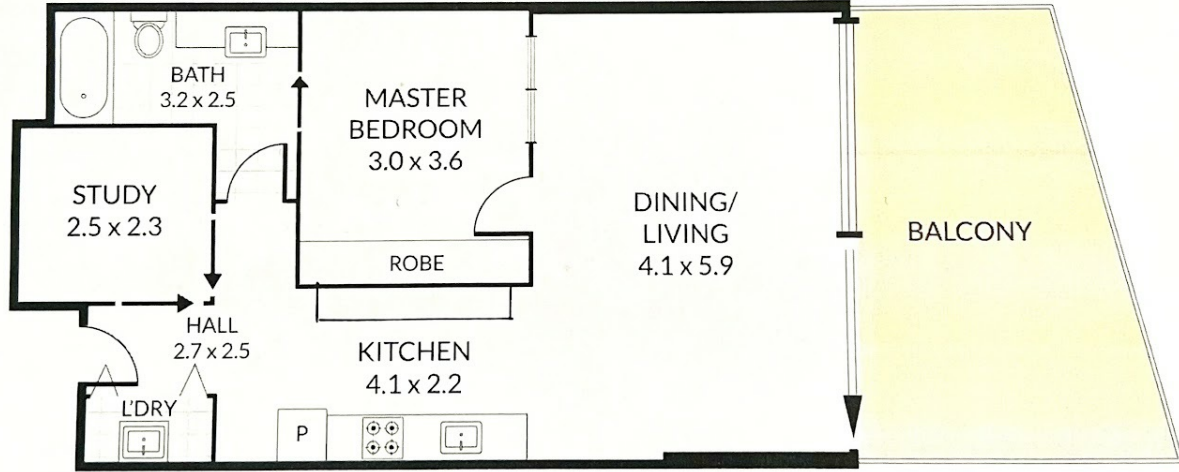 BATH
3.2 x 2.5
MASTER
BEDROOM
3.0 x 3.6
STUDY
2.5 x 2.3
DINING/
LIVING
4.1 x 5.9
BALCONY
ROBE
HALL
2.7 x 2.5
KITCHEN
4.1 x 2.2
L'DRY
P